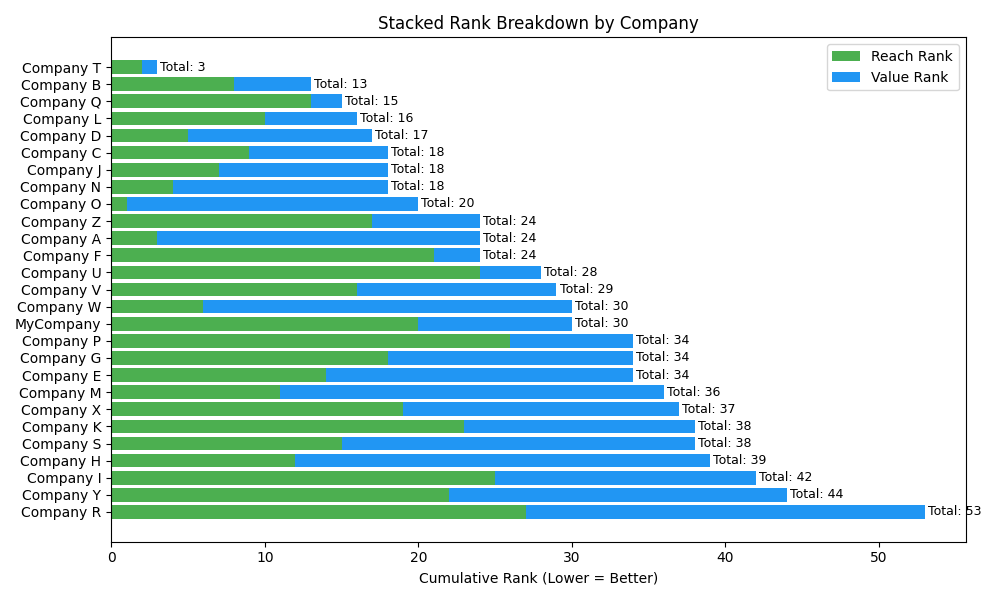 Stacked Rank Breakdown by Company
Reach Rank
Value Rank
Company T Total: 3
Company B Total: 13
Company Q Total: 15
Company L Total: 16
Company D Total: 17
Company C Total: 18
Company J Total: 18
Company N Total: 18
Company O Total: 20
Company Z Total: 24
Company A Total: 24
Company F Total: 24
Company U Total: 28
Company V Total: 29
Company W Total: 30
MyCompany Total: 30
Company P Total: 34
Company G Total: 34
Company E Total: 34
Company M Total: 36
Company X Total: 37
Company K Total: 38
Company S Total: 38
Company H Total: 39
Company I Total: 42
Company Y Total: 44
Company R Total: 53
0 10 20 30 40 50
Cumulative Rank (Lower = Better)